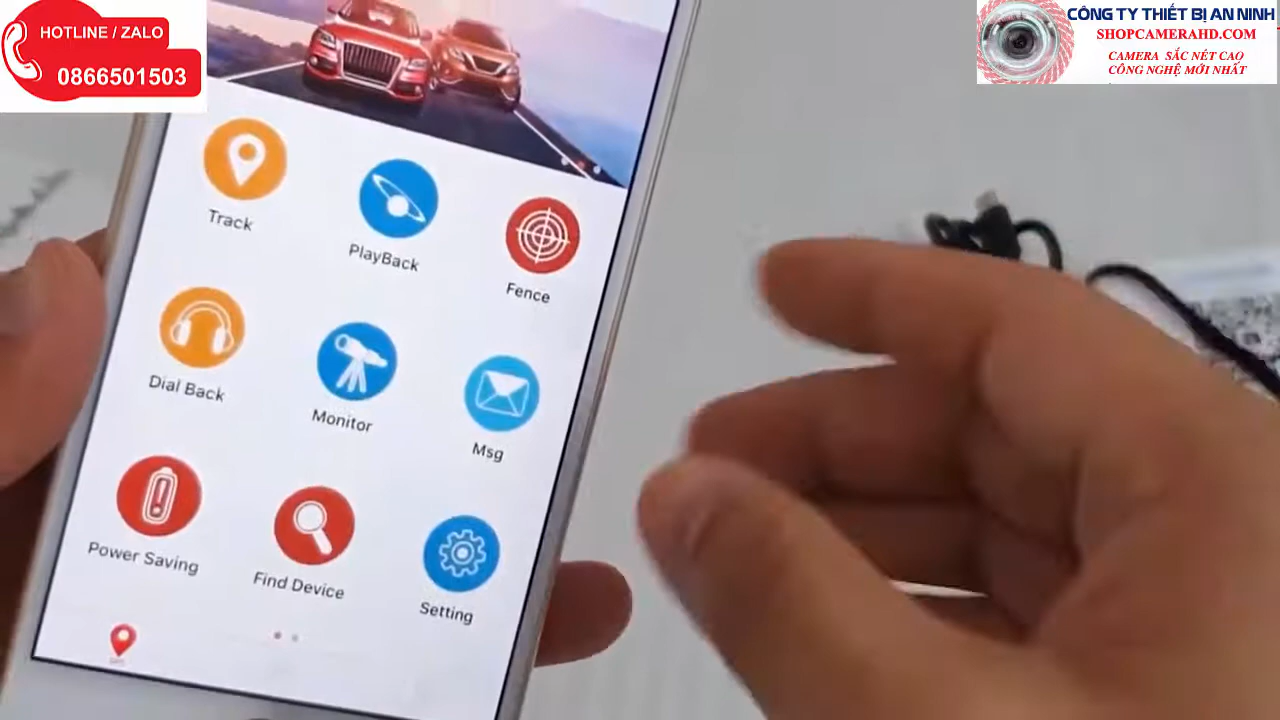 HOTLINE / ZALO
0866501503
CÔNG TY THIẾT BỊ AN NINH
SHOPCAMERAHD.COM
CAMERA SẮC NÉT CAO
CÔNG NGHỆ MỚI NHẤT
Track
PlayBack
Fence
Dial Back
Monitor
Msg
Power Saving
Find Device
Setting